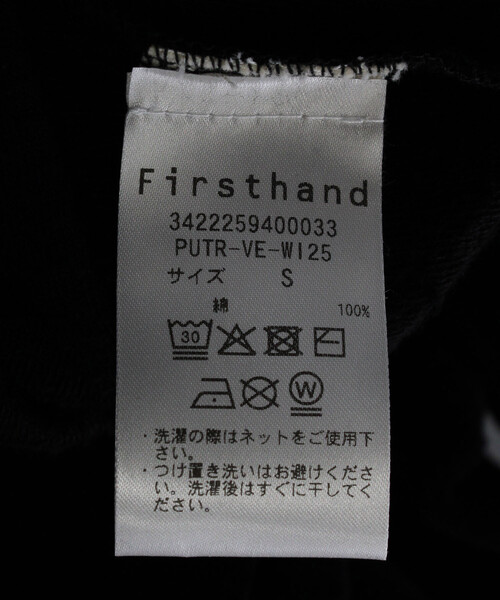 Firsthand
3422259400033
PUTR-VE-WI25
サイズ S
綿 100%
30
W
・洗濯の際はネットをご使用下
さい。
・つけ置き洗いはお避けくださ
い。洗濯後はすぐに干してく
ださい。